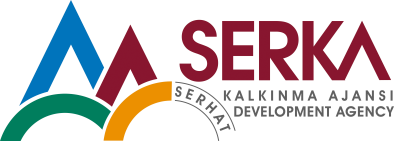 SERKA
SERHAT
KALKINMA AJANSI
DEVELOPMENT AGENCY